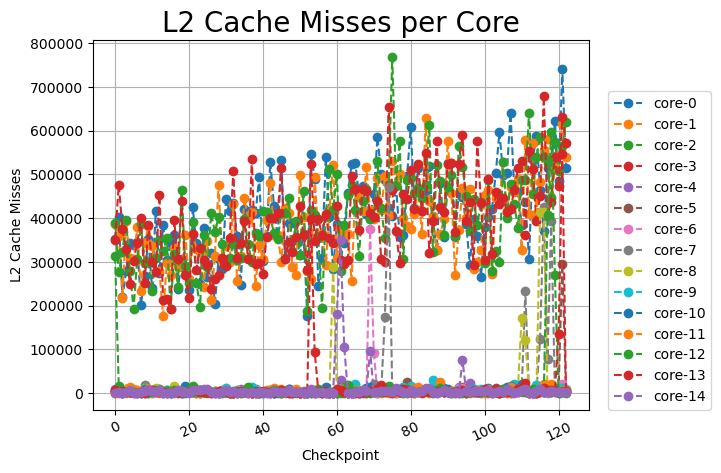 L2 Cache Misses per Core
800000
700000
600000
500000
400000
300000
200000
100000
0
L2 Cache Misses
0
20
40
60
80
100
120
Checkpoint
core-0
core-1
core-2
core-3
core-4
core-5
core-6
core-7
core-8
core-9
core-10
core-11
core-12
core-13
core-14